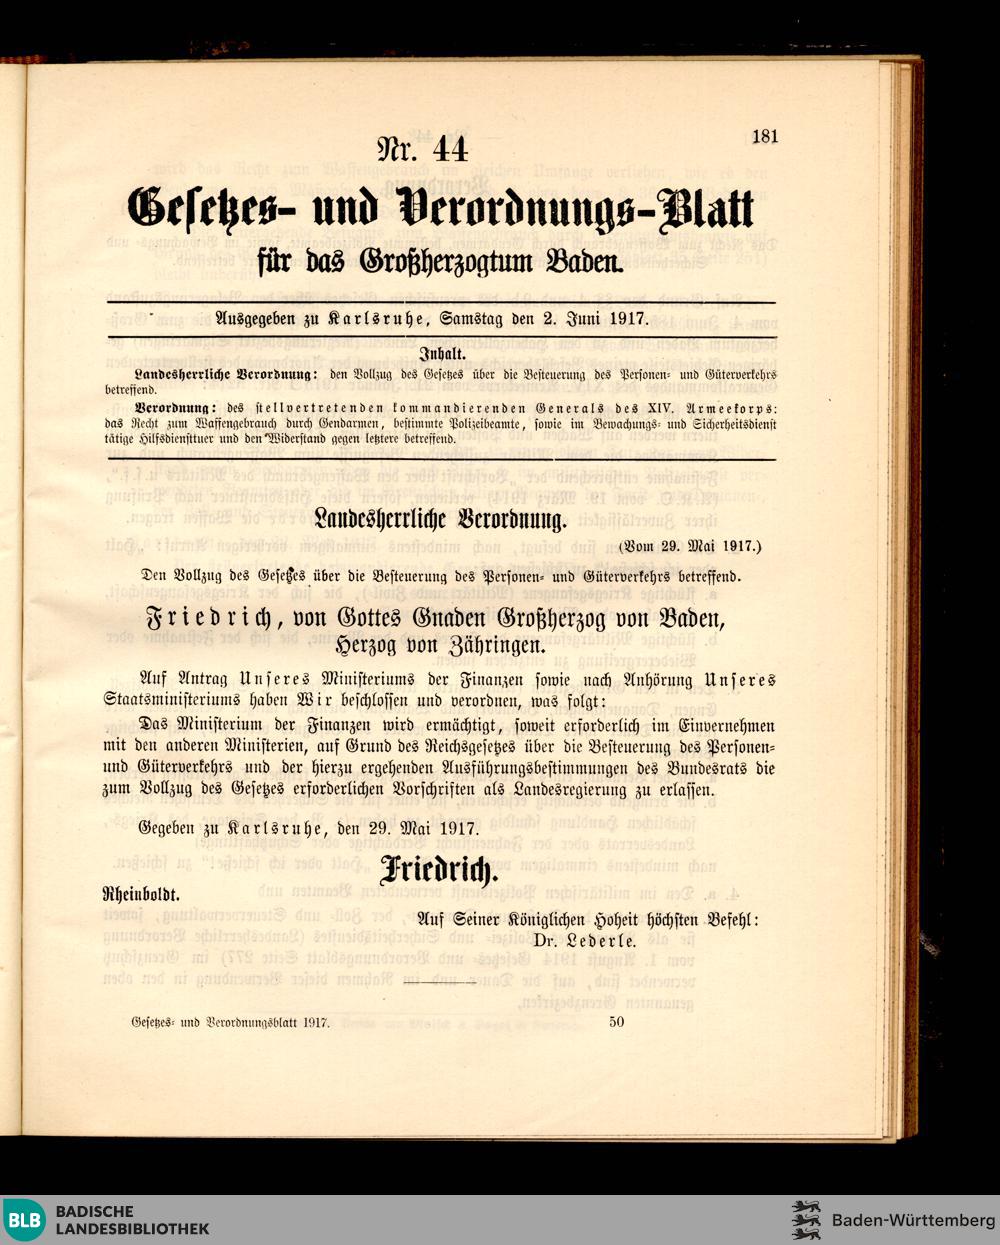 181
Nr. 44
Gesetzes- und Verordnungs-Blatt
für das Großherzogtum Baden.
Ausgegeben zu Karlsruhe, Samstag den 2. Juni 1917.
Inhalt.
Landesherrliche Verordnung: den Vollzug des Gesetzes über die Besteuerung des Personen- und Güterverkehrs
betreffend.
Verordnung: des stellvertretenden kommandierenden Generals des XIV. Armeekorps:
das Recht zum Waffengebrauch durch Gendarmen, bestimmte Polizeibeamte, sowie im Bewachungs- und Sicherheitsdienst
tätige Hilfsdiensttuer und den Widerstand gegen letztere betreffend.
Landesherrliche Verordnung.
(Vom 29. Mai 1917.)
Den Vollzug des Gesetzes über die Besteuerung des Personen- und Güterverkehrs betreffend.
Friedrich, von Gottes Gnaden Großherzog von Baden,
Herzog von Zähringen.
Auf Antrag Unseres Ministeriums der Finanzen sowie nach Anhörung Unseres
Staatsministeriums haben Wir beschlossen und verordnen, was folgt:
Das Ministerium der Finanzen wird ermächtigt, soweit erforderlich im Einvernehmen
mit den anderen Ministerien, auf Grund des Reichsgesetzes über die Besteuerung des Personen-
und Güterverkehrs und der hierzu ergehenden Ausführungsbestimmungen des Bundesrats die
zum Vollzug des Gesetzes erforderlichen Vorschriften als Landesregierung zu erlassen.
Gegeben zu Karlsruhe, den 29. Mai 1917.
Friedrich.
Rheinboldt.
Auf Seiner Königlichen Hoheit höchsten Befehl:
Dr. Lederle.
Gesetzes- und Verordnungsblatt 1917.
50
BLB
BADISCHE
LANDESBIBLIOTHEK
Baden-Württemberg